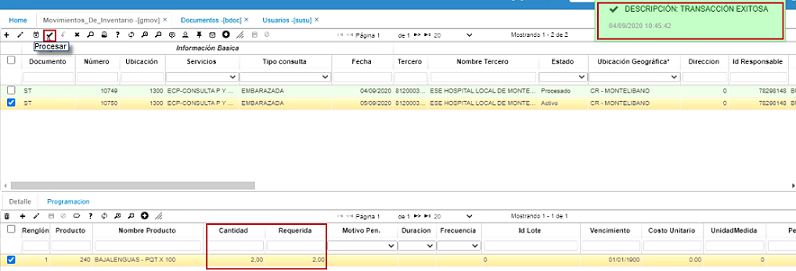 DESCRIPCIÓN: TRANSACCIÓN EXITOSA
04/09/2020 10:45:42
Home Movimientos_De_Inventario -[gmov] × Documentos -[bdoc] × Usuarios -[susu] ×
Página 1 de 1 20 Mostrando 1 - 2 de 2
Procesar
Información Basica
Documento Número Ubicación Servicios Tipo consulta Fecha Tercero Nombre Tercero Estado Ubicación Geográfica* Direccion Id Responsable
ST 10749 1300 ECP-CONSULTA P Y ... EMBARAZADA 04/09/2020 8120003... ESE HOSPITAL LOCAL DE MONTE... Procesado CR - MONTELIBANO 0 78298148
ST 10750 1300 ECP-CONSULTA P Y ... EMBARAZADA 05/09/2020 8120003... ESE HOSPITAL LOCAL DE MONTE... Activo CR - MONTELIBANO 0 78298148
Detalle Programacion
Página 1 de 1 20 Mostrando 1 - 1 de 1
Renglón Producto Nombre Producto Cantidad Requerida Motivo Pen. Duracion Frecuencia Id Lote Vencimiento Costo Unitario UnidadMedida Pe
1 240 BAJALENGUAS - PQT X 100 2,00 2,00 0 01/01/1900 0,00 0